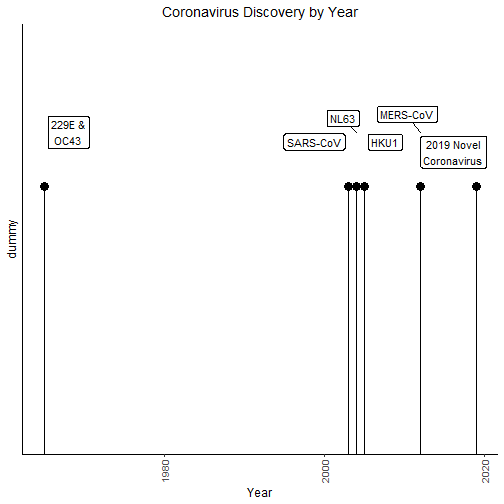 Coronavirus Discovery by Year
229E &
OC43
SARS-CoV
NL63
HKU1
MERS-CoV
2019 Novel
Coronavirus
dummy
1980
2000
2020
Year